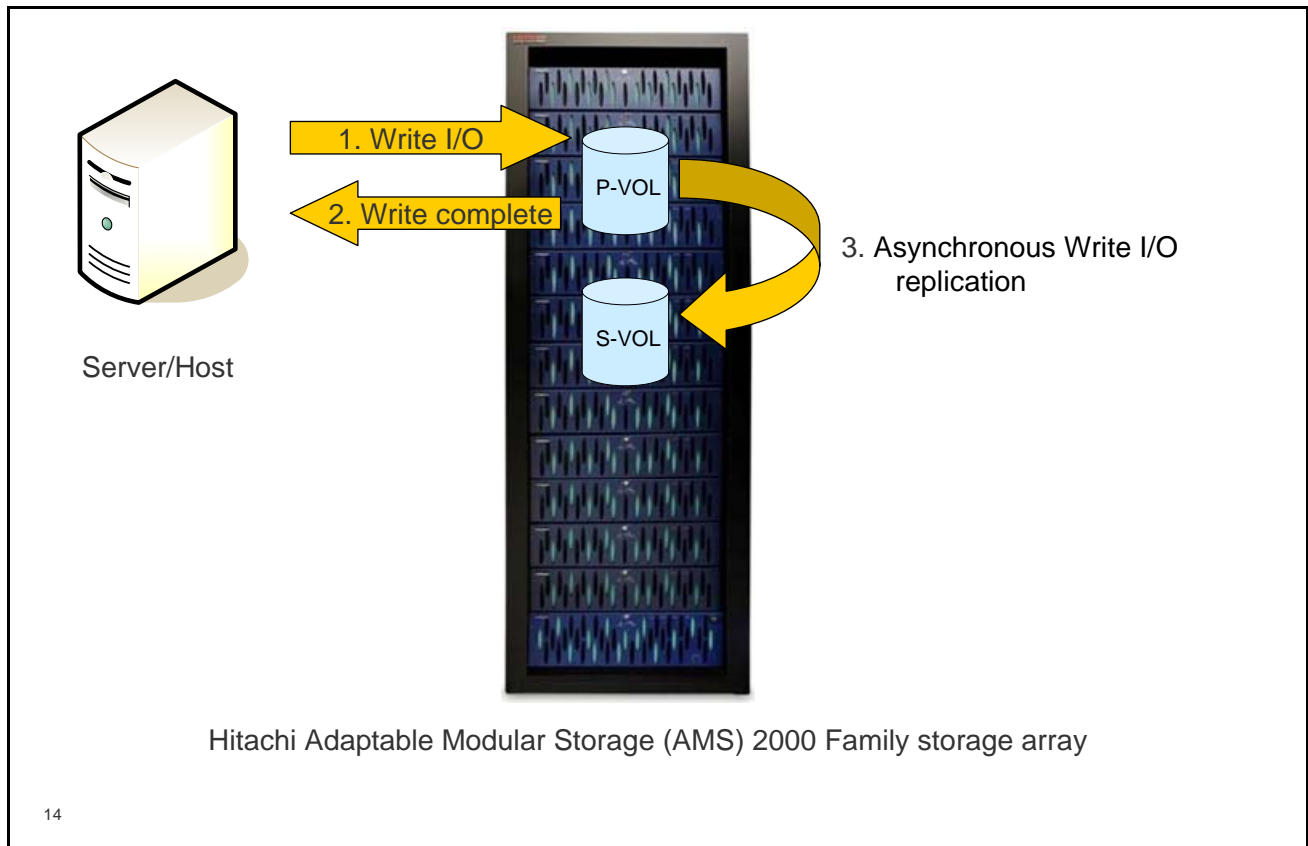 1. Write I/O
P-VOL
2. Write complete
3. Asynchronous Write I/O
replication
S-VOL
Server/Host
Hitachi Adaptable Modular Storage (AMS) 2000 Family storage array
14